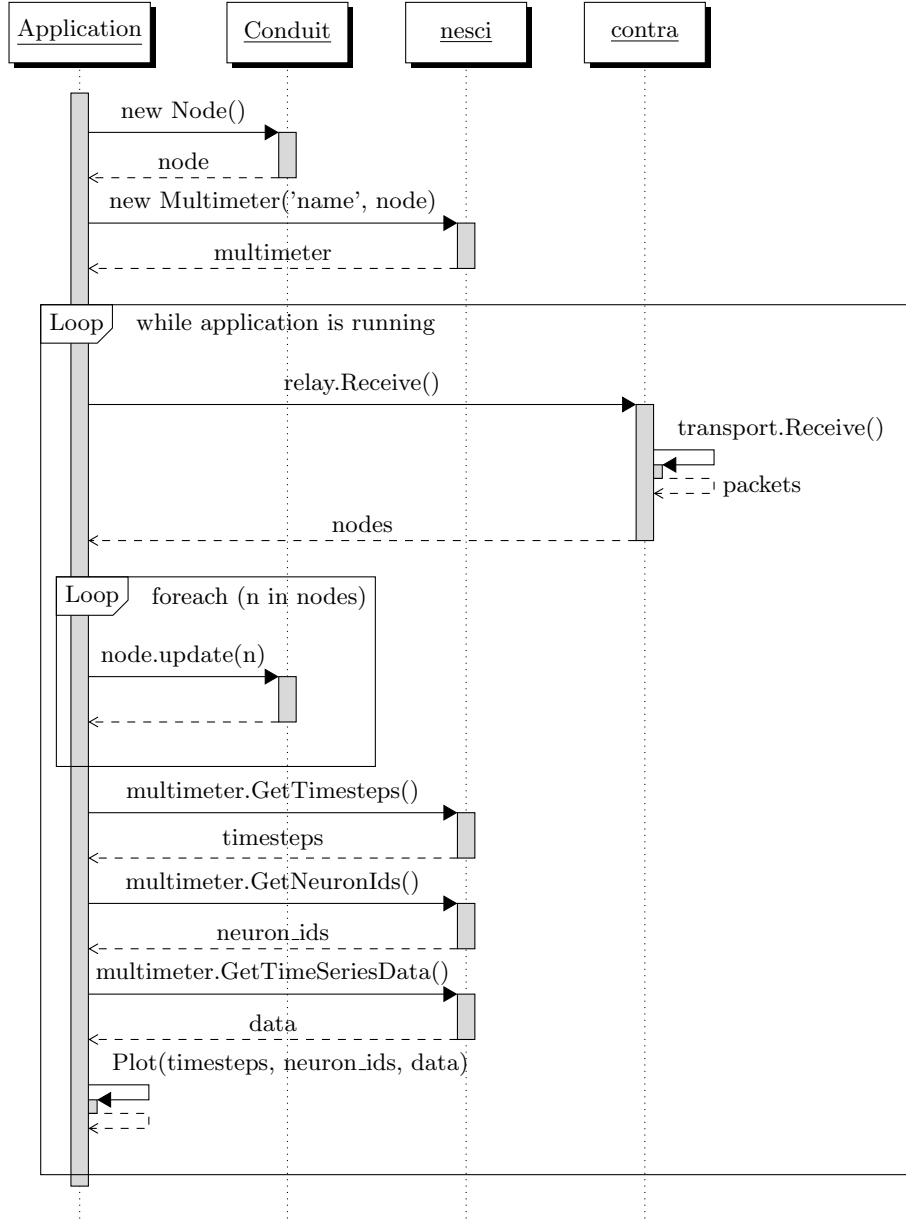 Application
Conduit
nesci
contra
new Node()
node
new Multimeter('name', node)
multimeter
Loop
while application is running
relay.Receive()
transport.Receive()
packets
nodes
Loop
foreach (n in nodes)
node.update(n)
multimeter.GetTimesteps()
timesteps
multimeter.GetNeuronIds()
neuron_ids
multimeter.GetTimeSeriesData()
data
Plot(timesteps, neuron_ids, data)